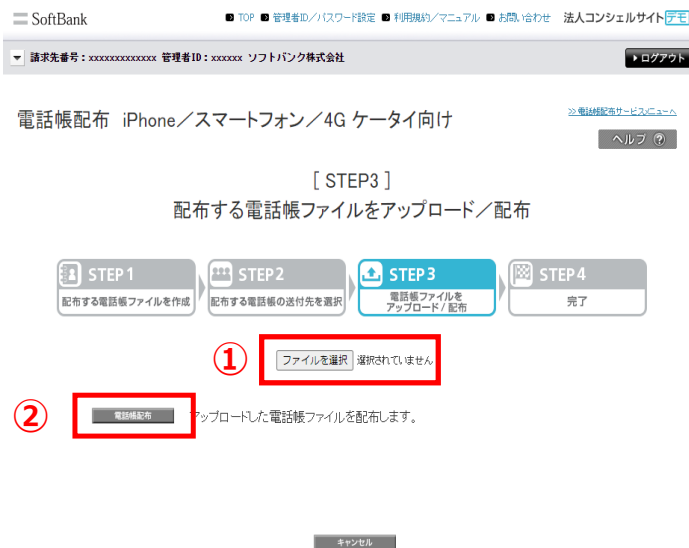 SoftBank
TOP 管理者ID／パスワード設定 利用規約／マニュアル お問い合わせ 法人コンシェルサイト デモ
請求先番号：xxxxxxxxxxxxx 管理者ID：xxxxxx ソフトバンク株式会社
ログアウト
電話帳配布 iPhone／スマートフォン／4G ケータイ向け
>> 電話帳配布サービスメニューへ
ヘルプ ?
[ STEP3 ]
配布する電話帳ファイルをアップロード／配布
STEP1
配布する電話帳ファイルを作成
STEP2
配布する電話帳の送付先を選択
STEP3
電話帳ファイルを
アップロード / 配布
STEP4
完了
① ファイルを選択 選択されていません
② 電話帳配布 アップロードした電話帳ファイルを配布します。
キャンセル